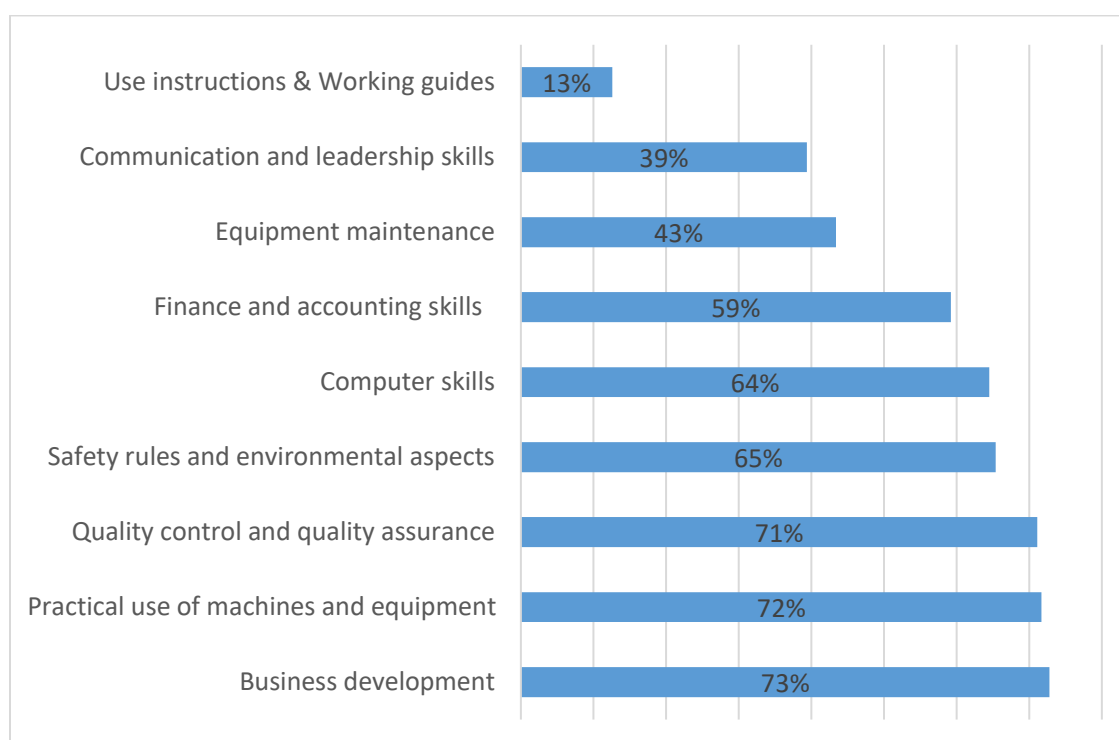 Use instructions & Working guides 13%
Communication and leadership skills 39%
Equipment maintenance 43%
Finance and accounting skills 59%
Computer skills 64%
Safety rules and environmental aspects 65%
Quality control and quality assurance 71%
Practical use of machines and equipment 72%
Business development 73%